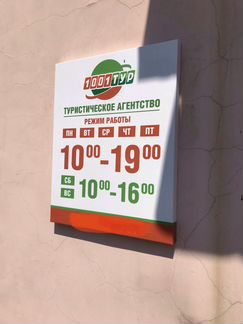 1001ТУР
ТУРИСТИЧЕСКОЕ АГЕНТСТВО
РЕЖИМ РАБОТЫ
ПН ВТ СР ЧТ ПТ
10⁰⁰-19⁰⁰
СБ ВС 10⁰⁰-16⁰⁰